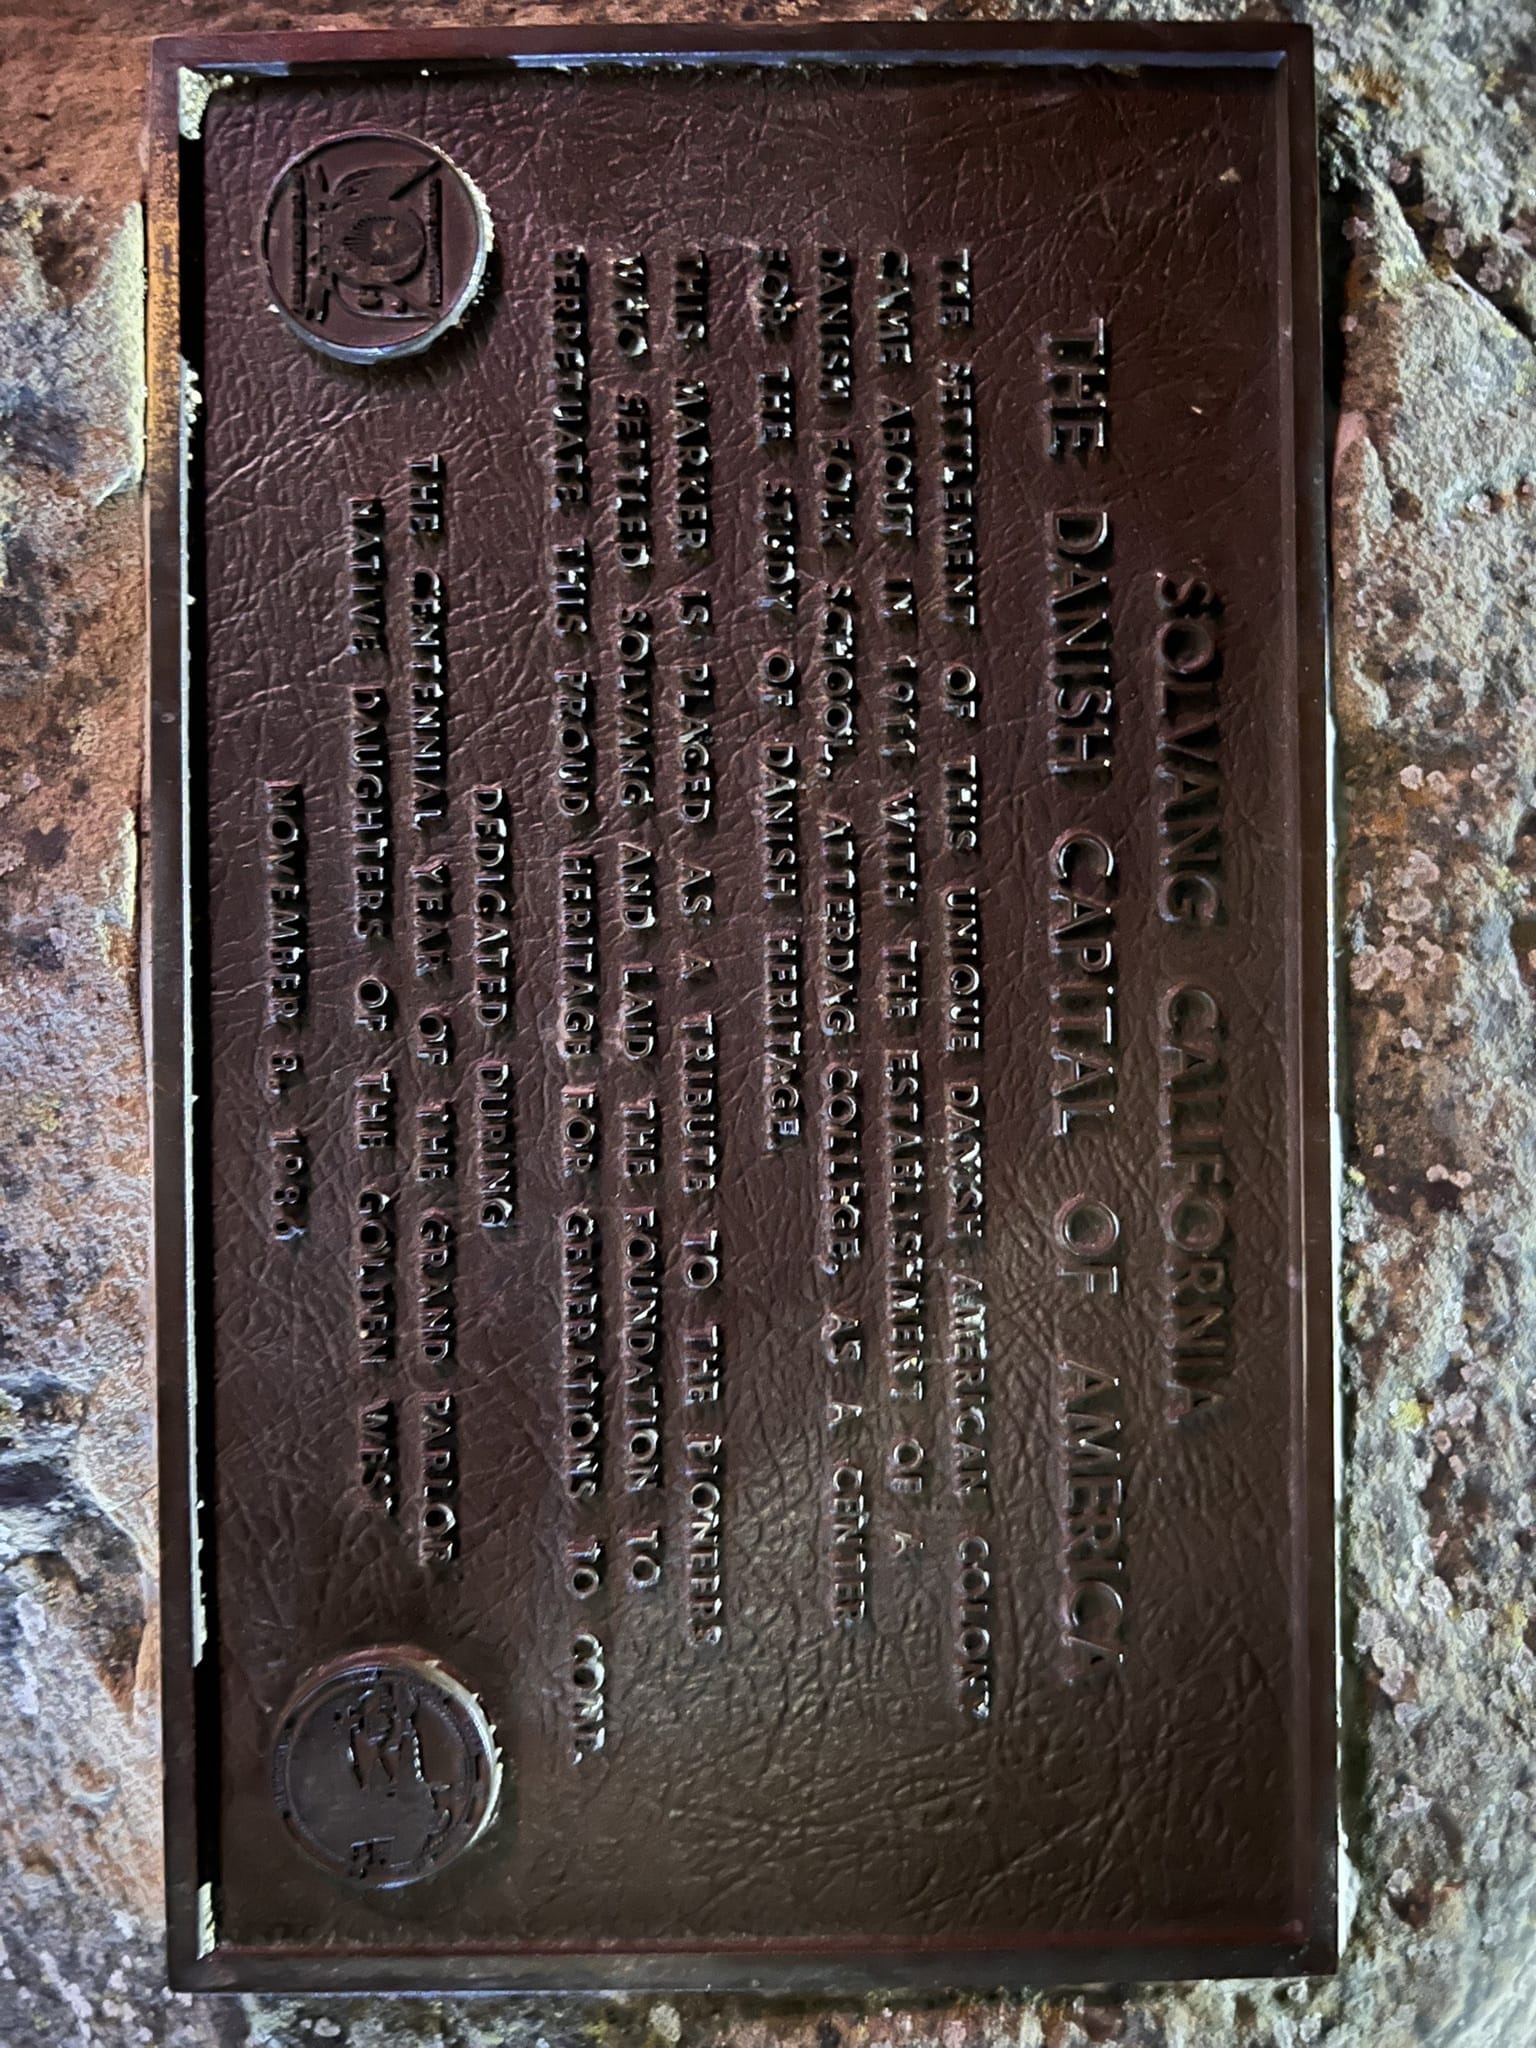 SOLVANG CALIFORNIA
THE DANISH CAPITAL OF AMERICA
THE SETTLEMENT OF THIS UNIQUE DANISH AMERICAN COLONY
CAME ABOUT IN 1911 WITH THE ESTABLISHMENT OF A
DANISH FOLK SCHOOL, ATTERDAG COLLEGE, AS A CENTER
FOR THE STUDY OF DANISH HERITAGE.
THIS MARKER IS PLACED AS A TRIBUTE TO THE PIONEERS
WHO SETTLED SOLVANG AND LAID THE FOUNDATION TO
PERPETUATE THIS PROUD HERITAGE FOR GENERATIONS TO COME.
DEDICATED DURING
THE CENTENNIAL YEAR OF THE GRAND PARLOR
NATIVE DAUGHTERS OF THE GOLDEN WEST
NOVEMBER 8, 1986